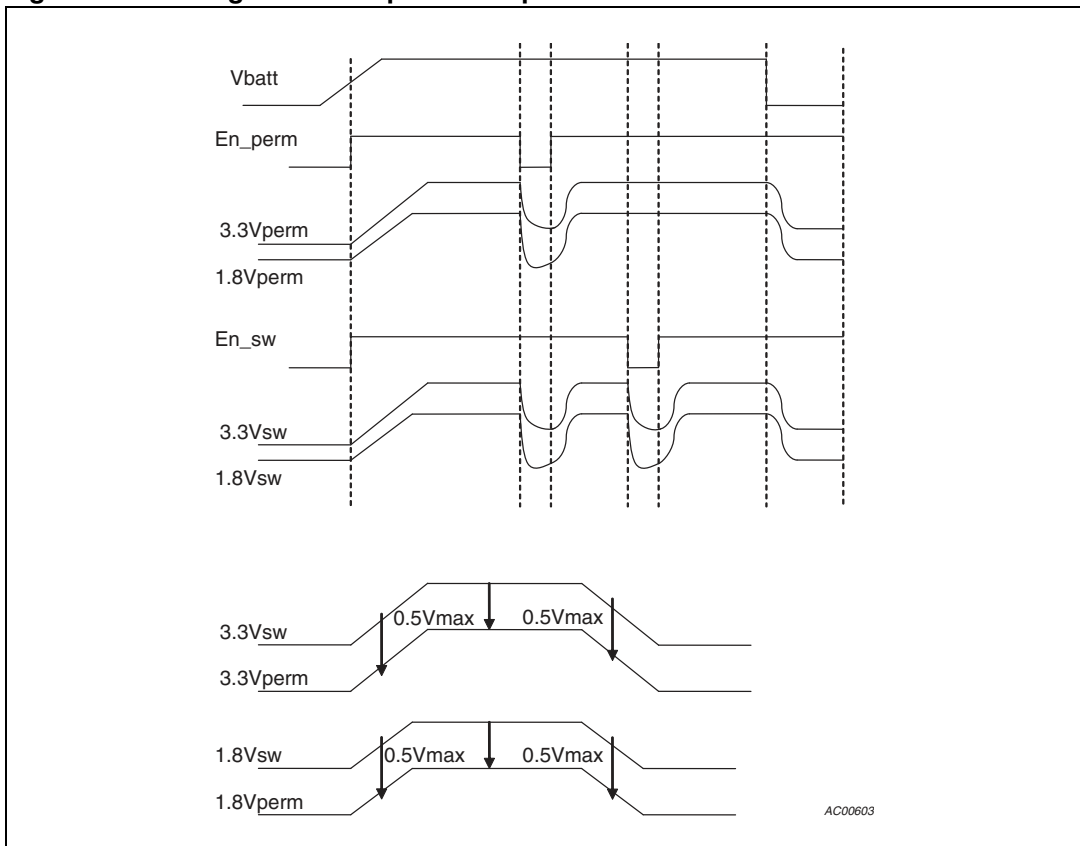 Vbatt
En_perm
3.3Vperm
1.8Vperm
En_sw
3.3Vsw
1.8Vsw
0.5Vmax 0.5Vmax
3.3Vsw
3.3Vperm
1.8Vsw 0.5Vmax 0.5Vmax
1.8Vperm
AC00603